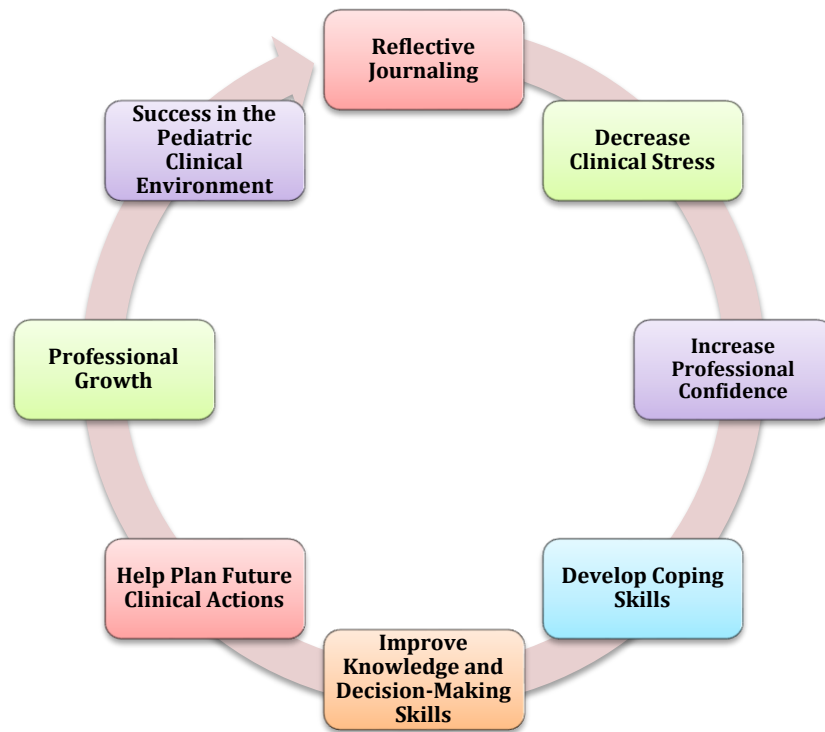 Reflective
Journaling
Decrease
Clinical Stress
Increase
Professional
Confidence
Develop Coping
Skills
Improve
Knowledge and
Decision-Making
Skills
Help Plan Future
Clinical Actions
Professional
Growth
Success in the
Pediatric
Clinical
Environment